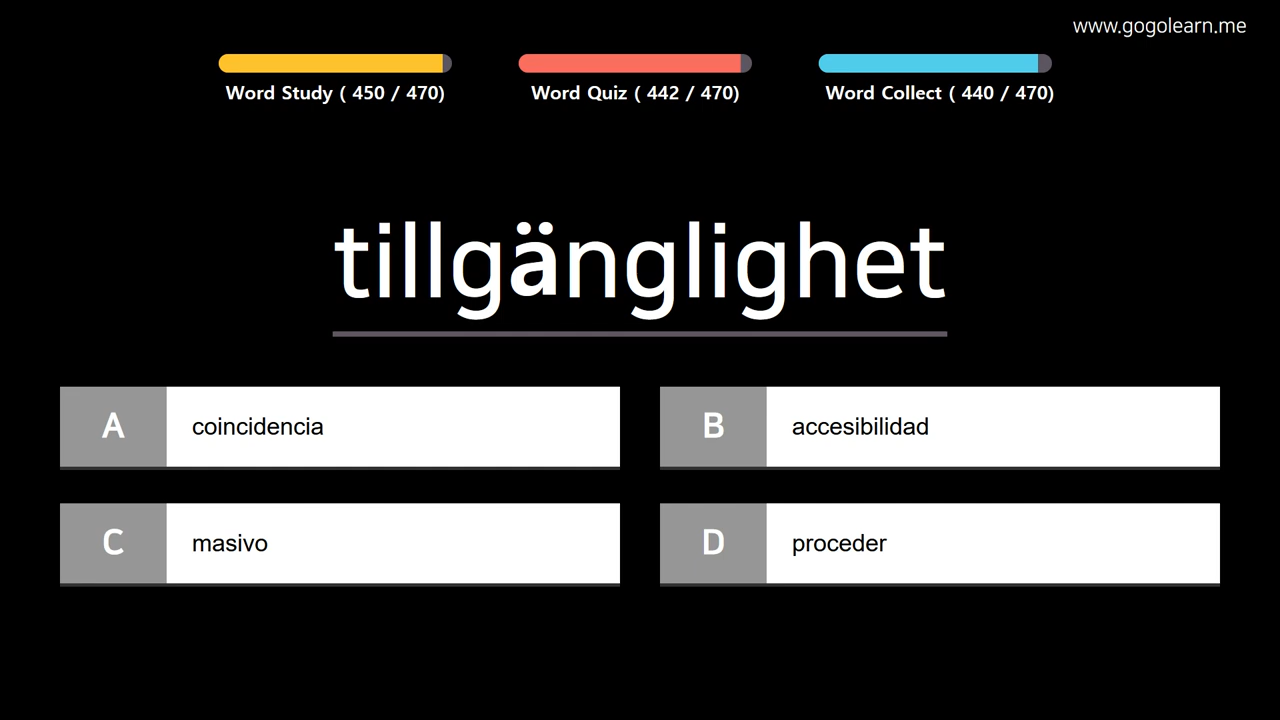 www.gogolearn.me
Word Study ( 450 / 470)
Word Quiz ( 442 / 470)
Word Collect ( 440 / 470)
tillgänglighet
A coincidencia
B accesibilidad
C masivo
D proceder